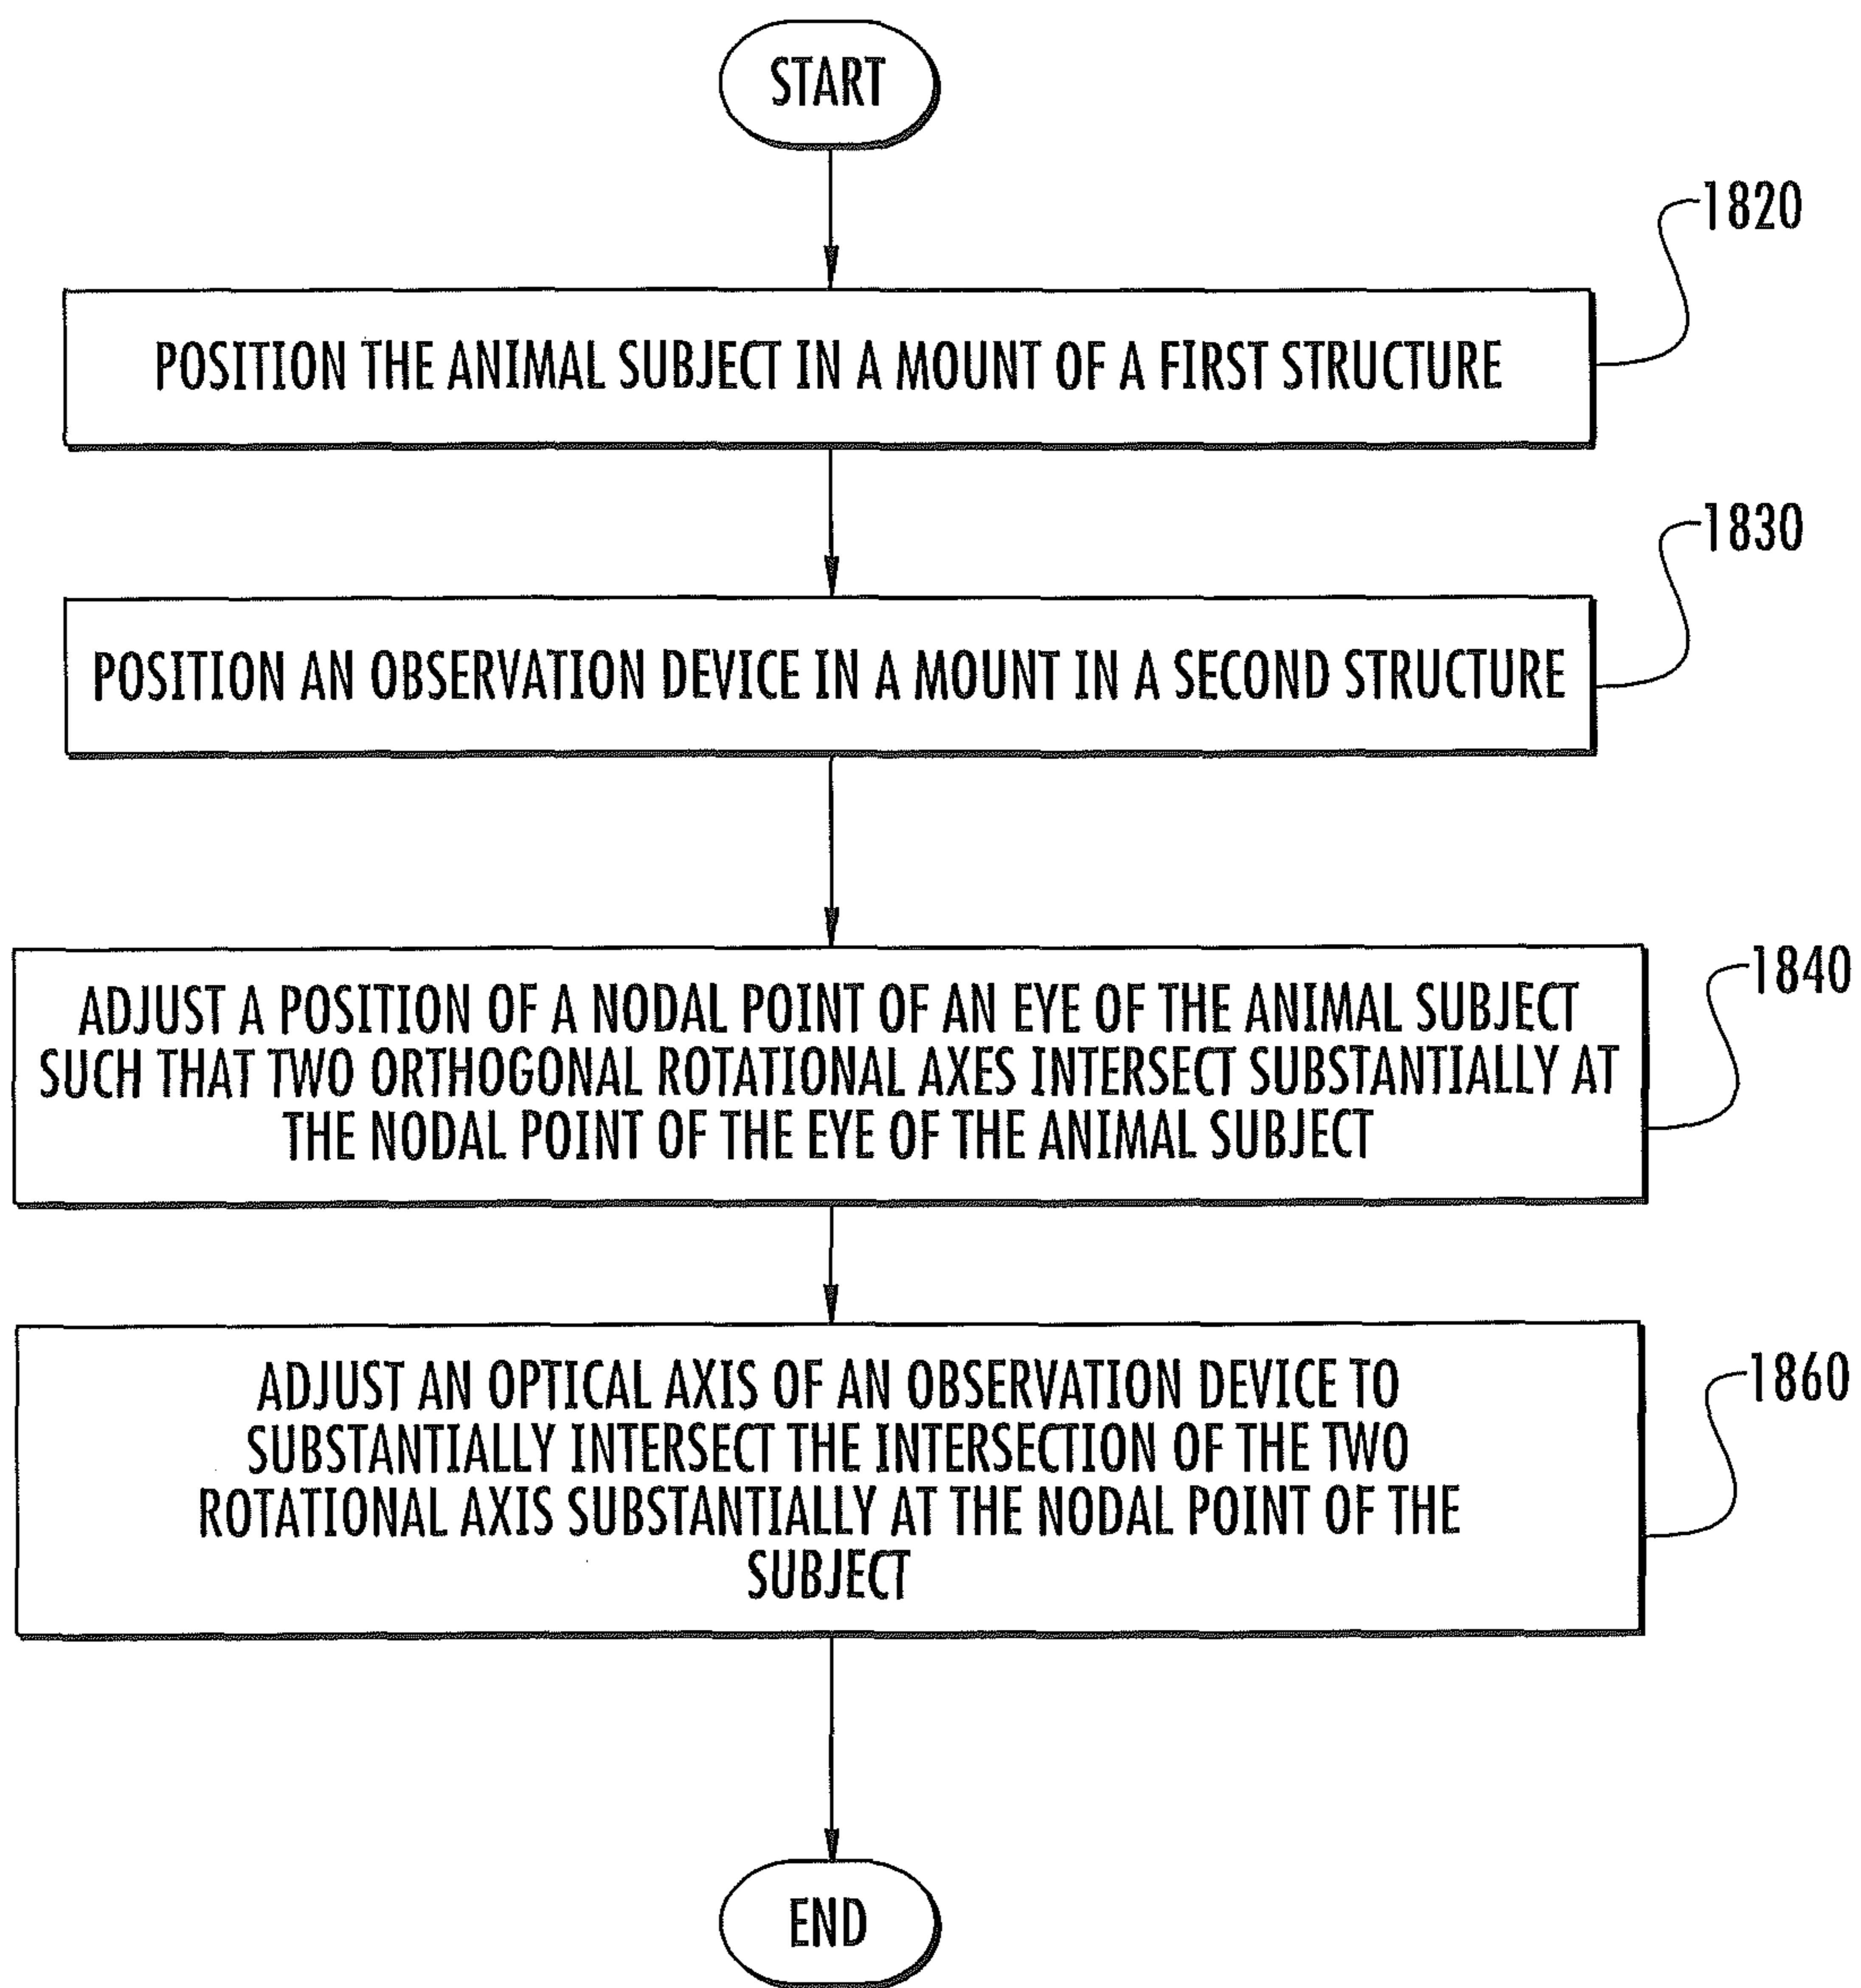 START
1820
POSITION THE ANIMAL SUBJECT IN A MOUNT OF A FIRST STRUCTURE
1830
POSITION AN OBSERVATION DEVICE IN A MOUNT IN A SECOND STRUCTURE
1840
ADJUST A POSITION OF A NODAL POINT OF AN EYE OF THE ANIMAL SUBJECT
SUCH THAT TWO ORTHOGONAL ROTATIONAL AXES INTERSECT SUBSTANTIALLY AT
THE NODAL POINT OF THE EYE OF THE ANIMAL SUBJECT
1860
ADJUST AN OPTICAL AXIS OF AN OBSERVATION DEVICE TO
SUBSTANTIALLY INTERSECT THE INTERSECTION OF THE TWO
ROTATIONAL AXIS SUBSTANTIALLY AT THE NODAL POINT OF THE
SUBJECT
END